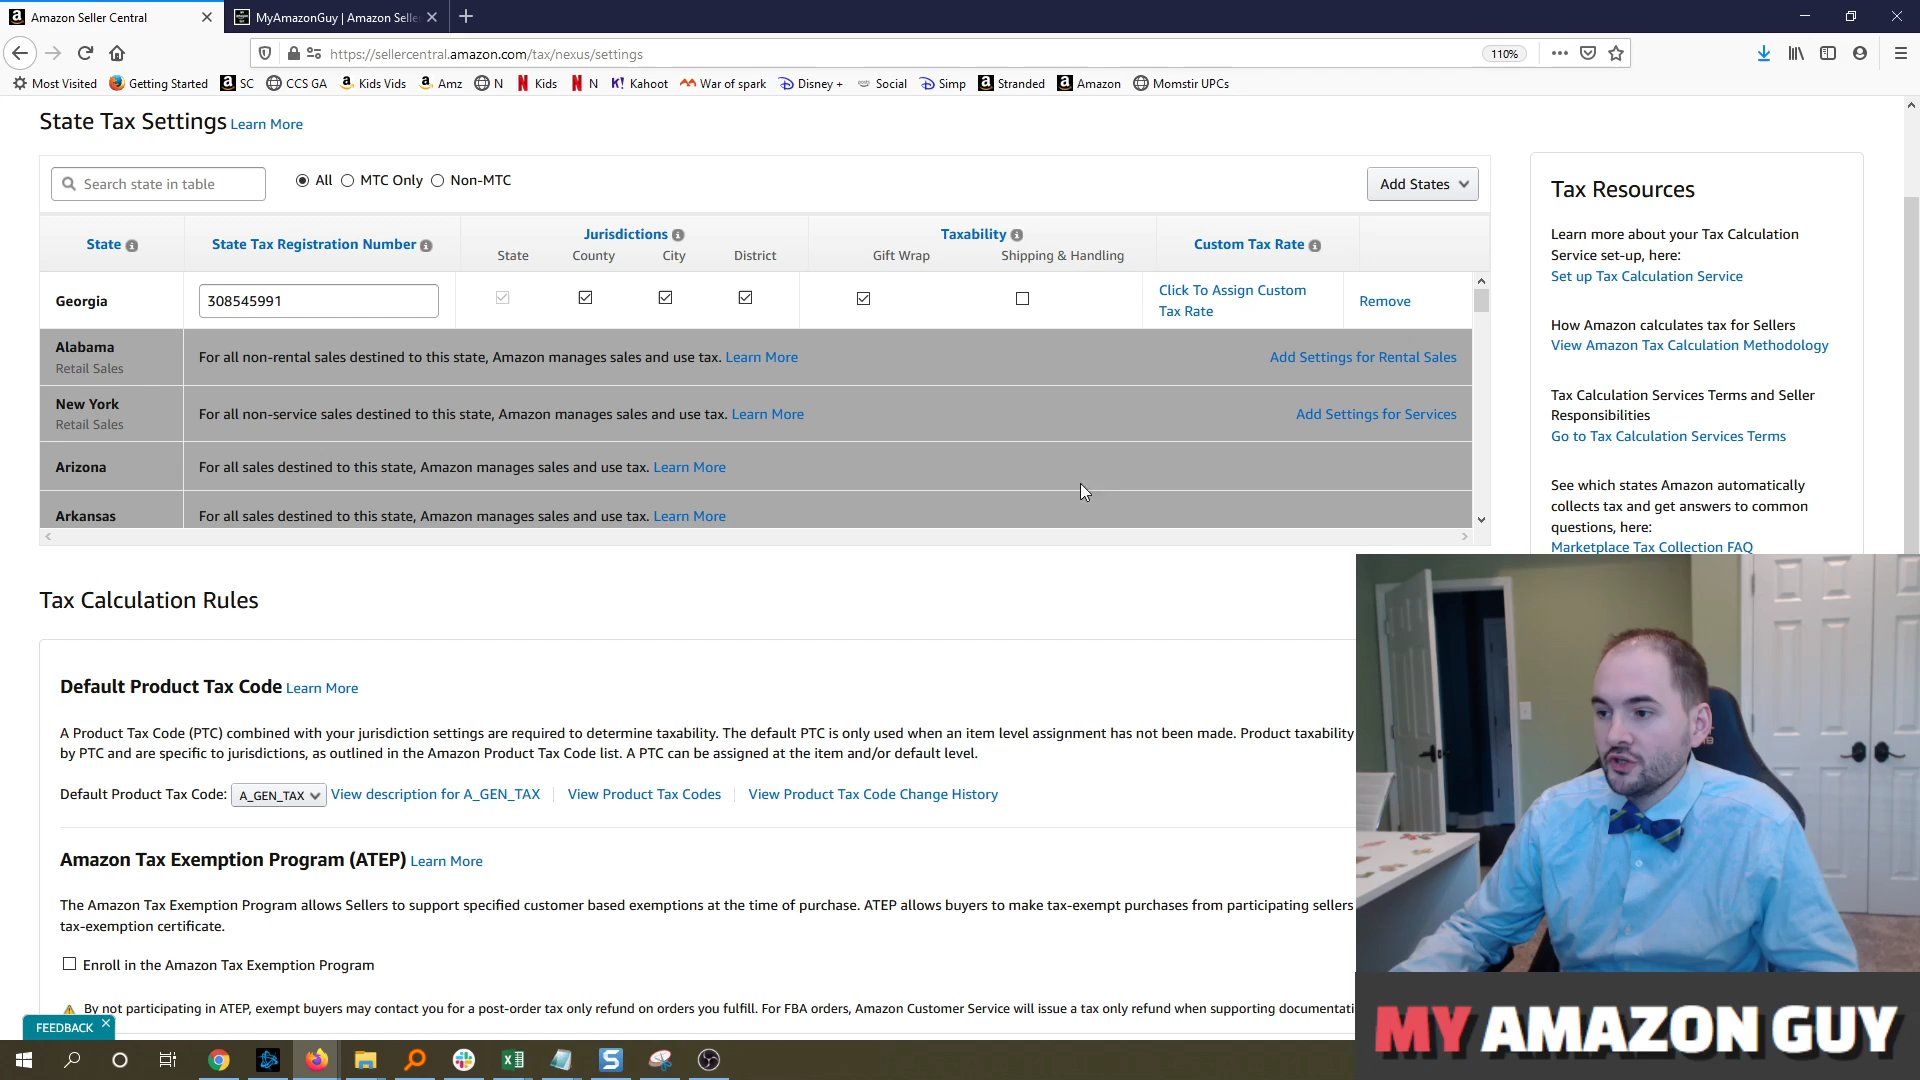 Amazon Seller Central
MyAmazonGuy | Amazon Selle
https://sellercentral.amazon.com/tax/nexus/settings
110%
Most Visited Getting Started SC CCS GA Kids Vids Amz N Kids N Kahoot War of spark Disney + Social Simp Stranded Amazon Momstir UPCs
State Tax Settings Learn More
Search state in table
All MTC Only Non-MTC
Add States
State State Tax Registration Number Jurisdictions Taxability Custom Tax Rate
State County City District Gift Wrap Shipping & Handling
Georgia 308545991 Click To Assign Custom Tax Rate Remove
Alabama
Retail Sales
For all non-rental sales destined to this state, Amazon manages sales and use tax. Learn More Add Settings for Rental Sales
New York
Retail Sales
For all non-service sales destined to this state, Amazon manages sales and use tax. Learn More Add Settings for Services
Arizona For all sales destined to this state, Amazon manages sales and use tax. Learn More
Arkansas For all sales destined to this state, Amazon manages sales and use tax. Learn More
Tax Resources
Learn more about your Tax Calculation
Service set-up, here:
Set up Tax Calculation Service
How Amazon calculates tax for Sellers
View Amazon Tax Calculation Methodology
Tax Calculation Services Terms and Seller
Responsibilities
Go to Tax Calculation Services Terms
See which states Amazon automatically
collects tax and get answers to common
questions, here:
Marketplace Tax Collection FAQ
Tax Calculation Rules
Default Product Tax Code Learn More
A Product Tax Code (PTC) combined with your jurisdiction settings are required to determine taxability. The default PTC is only used when an item level assignment has not been made. Product taxability
by PTC and are specific to jurisdictions, as outlined in the Amazon Product Tax Code list. A PTC can be assigned at the item and/or default level.
Default Product Tax Code: A_GEN_TAX View description for A_GEN_TAX View Product Tax Codes View Product Tax Code Change History
Amazon Tax Exemption Program (ATEP) Learn More
The Amazon Tax Exemption Program allows Sellers to support specified customer based exemptions at the time of purchase. ATEP allows buyers to make tax-exempt purchases from participating sellers
tax-exemption certificate.
Enroll in the Amazon Tax Exemption Program
By not participating in ATEP, exempt buyers may contact you for a post-order tax only refund on orders you fulfill. For FBA orders, Amazon Customer Service will issue a tax only refund when supporting documentati
FEEDBACK
MY AMAZON GUY